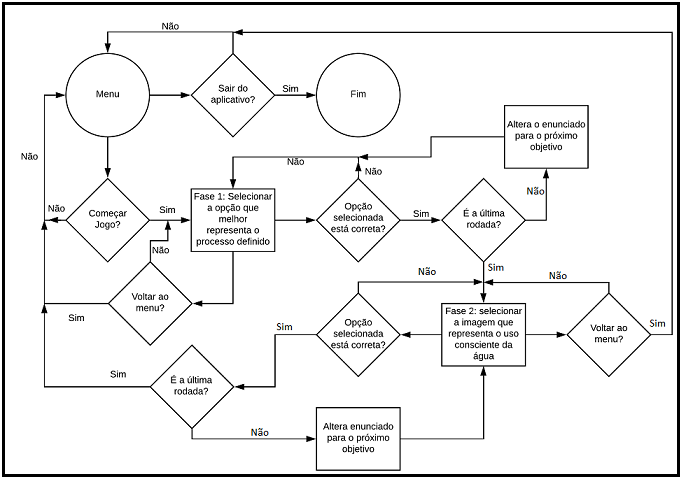 Não
Menu
Sair do
aplicativo?
Sim
Fim
Altera o enunciado
para o próximo
objetivo
Não
Não
Não
Não
Não
Começar
Jogo?
Sim
Fase 1: Selecionar
a opção que
melhor
representa o
processo definido
Opção
selecionada
está correta?
Sim
É a última
rodada?
Não
Sim
Voltar ao
menu?
Sim
Não
Não
Sim
Opção
selecionada
está correta?
Fase 2: selecionar
a imagem que
representa o uso
consciente da
água
Voltar ao
menu?
Sim
Sim
É a última
rodada?
Não
Altera enunciado
para o próximo
objetivo